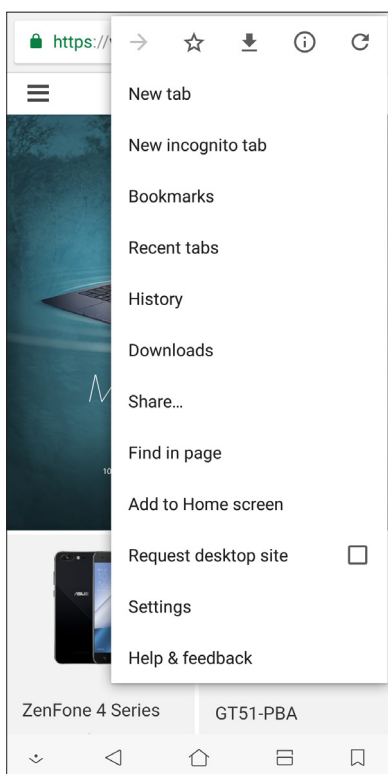 https://
New tab
New incognito tab
Bookmarks
Recent tabs
History
Downloads
Share...
Find in page
Add to Home screen
Request desktop site
Settings
Help & feedback
ZenFone 4 Series
GT51-PBA